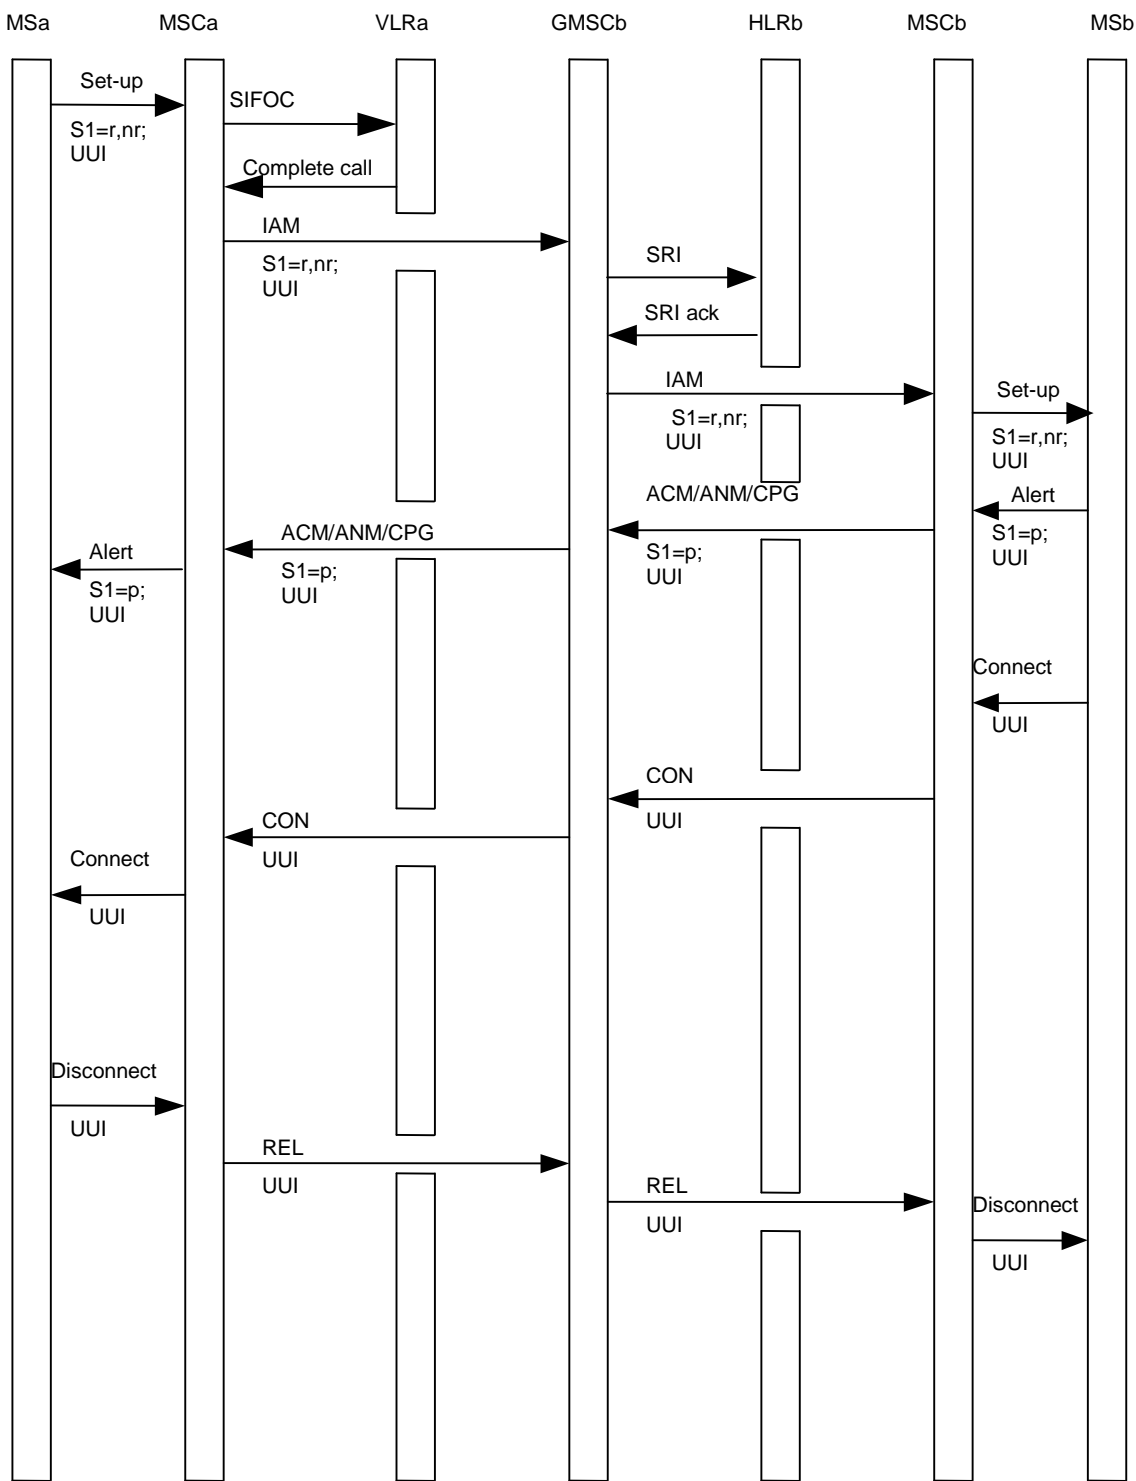 MSa
MSCa
VLRa
GMSCb
HLRb
MSCb
MSb
Set-up
S1=r,nr;
UUI
SIFOC
Complete call
IAM
S1=r,nr;
UUI
SRI
SRI ack
IAM
S1=r,nr;
UUI
Set-up
S1=r,nr;
UUI
Alert
S1=p;
UUI
ACM/ANM/CPG
S1=p;
UUI
ACM/ANM/CPG
S1=p;
UUI
Alert
S1=p;
UUI
Connect
UUI
CON
UUI
CON
UUI
Connect
UUI
Disconnect
UUI
REL
UUI
REL
UUI
Disconnect
UUI